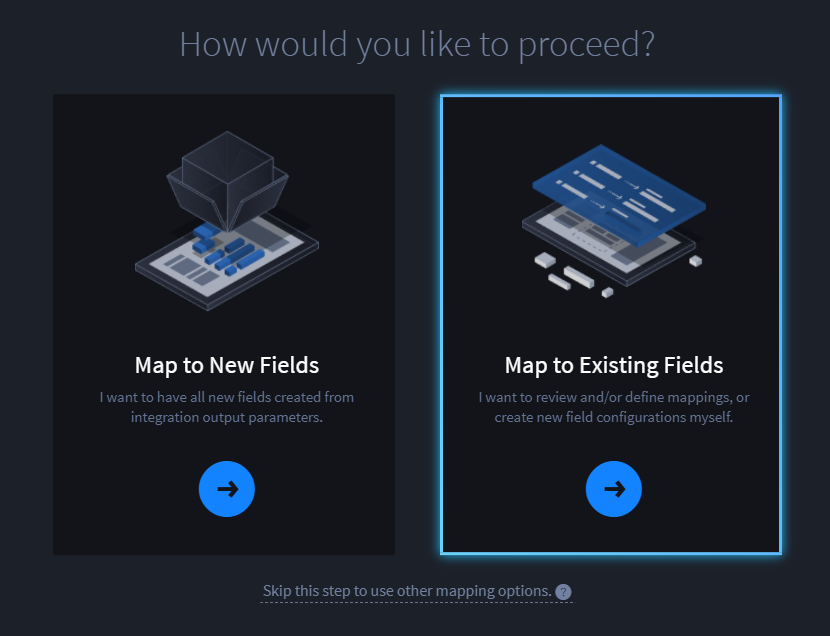 How would you like to proceed?
Map to New Fields
I want to have all new fields created from
integration output parameters.
Map to Existing Fields
I want to review and/or define mappings, or
create new field configurations myself.
Skip this step to use other mapping options. ?